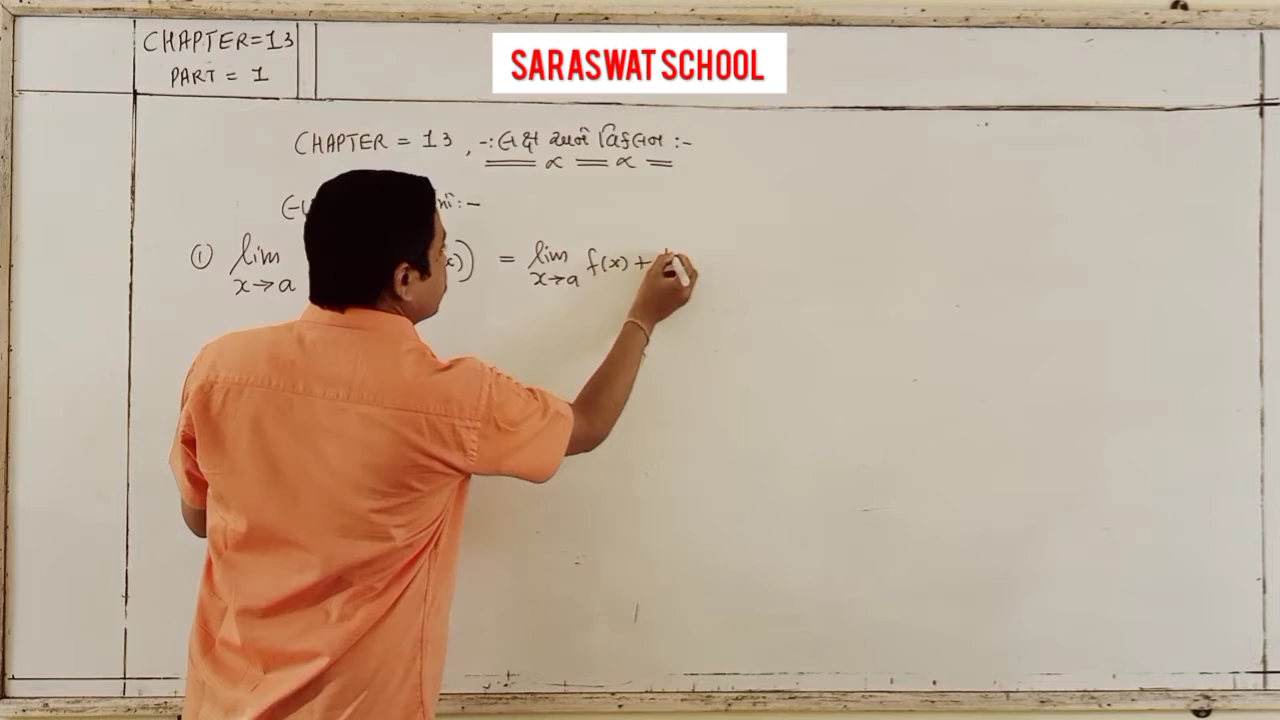 CHAPTER=13
PART = 1
SARASWAT SCHOOL
CHAPTER = 13, -: લક્ષ અને વિકલન :-
① lim x→a x)) = lim x→a f(x) +